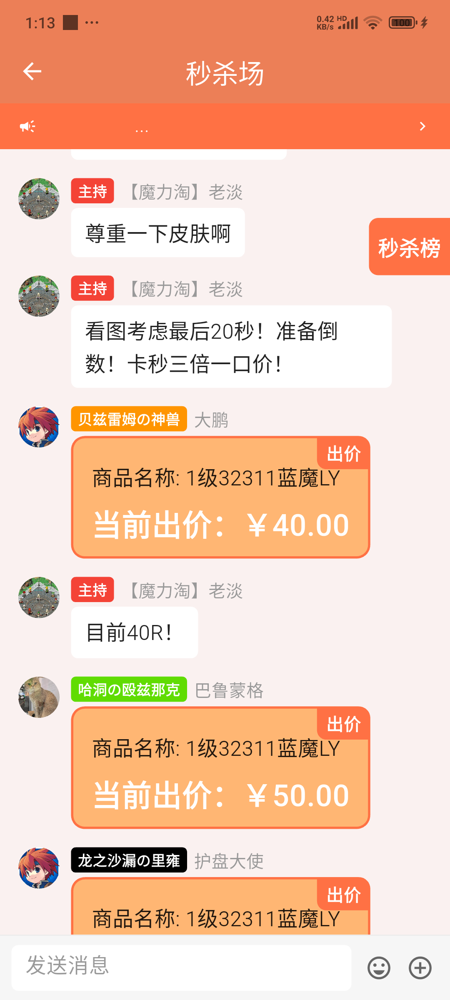 1:13 ... 0.42 KB/s HD 100
秒杀场
...
主持 【魔力淘】老淡
尊重一下皮肤啊
秒杀榜
主持 【魔力淘】老淡
看图考虑最后20秒！准备倒
数！卡秒三倍一口价！
贝兹雷姆の神兽 大鹏
出价
商品名称: 1级32311蓝魔LY
当前出价：￥40.00
主持 【魔力淘】老淡
目前40R！
哈洞の殴兹那克 巴鲁蒙格
出价
商品名称: 1级32311蓝魔LY
当前出价：￥50.00
龙之沙漏の里雍 护盘大使
出价
商品名称: 1级32311蓝魔LY
发送消息